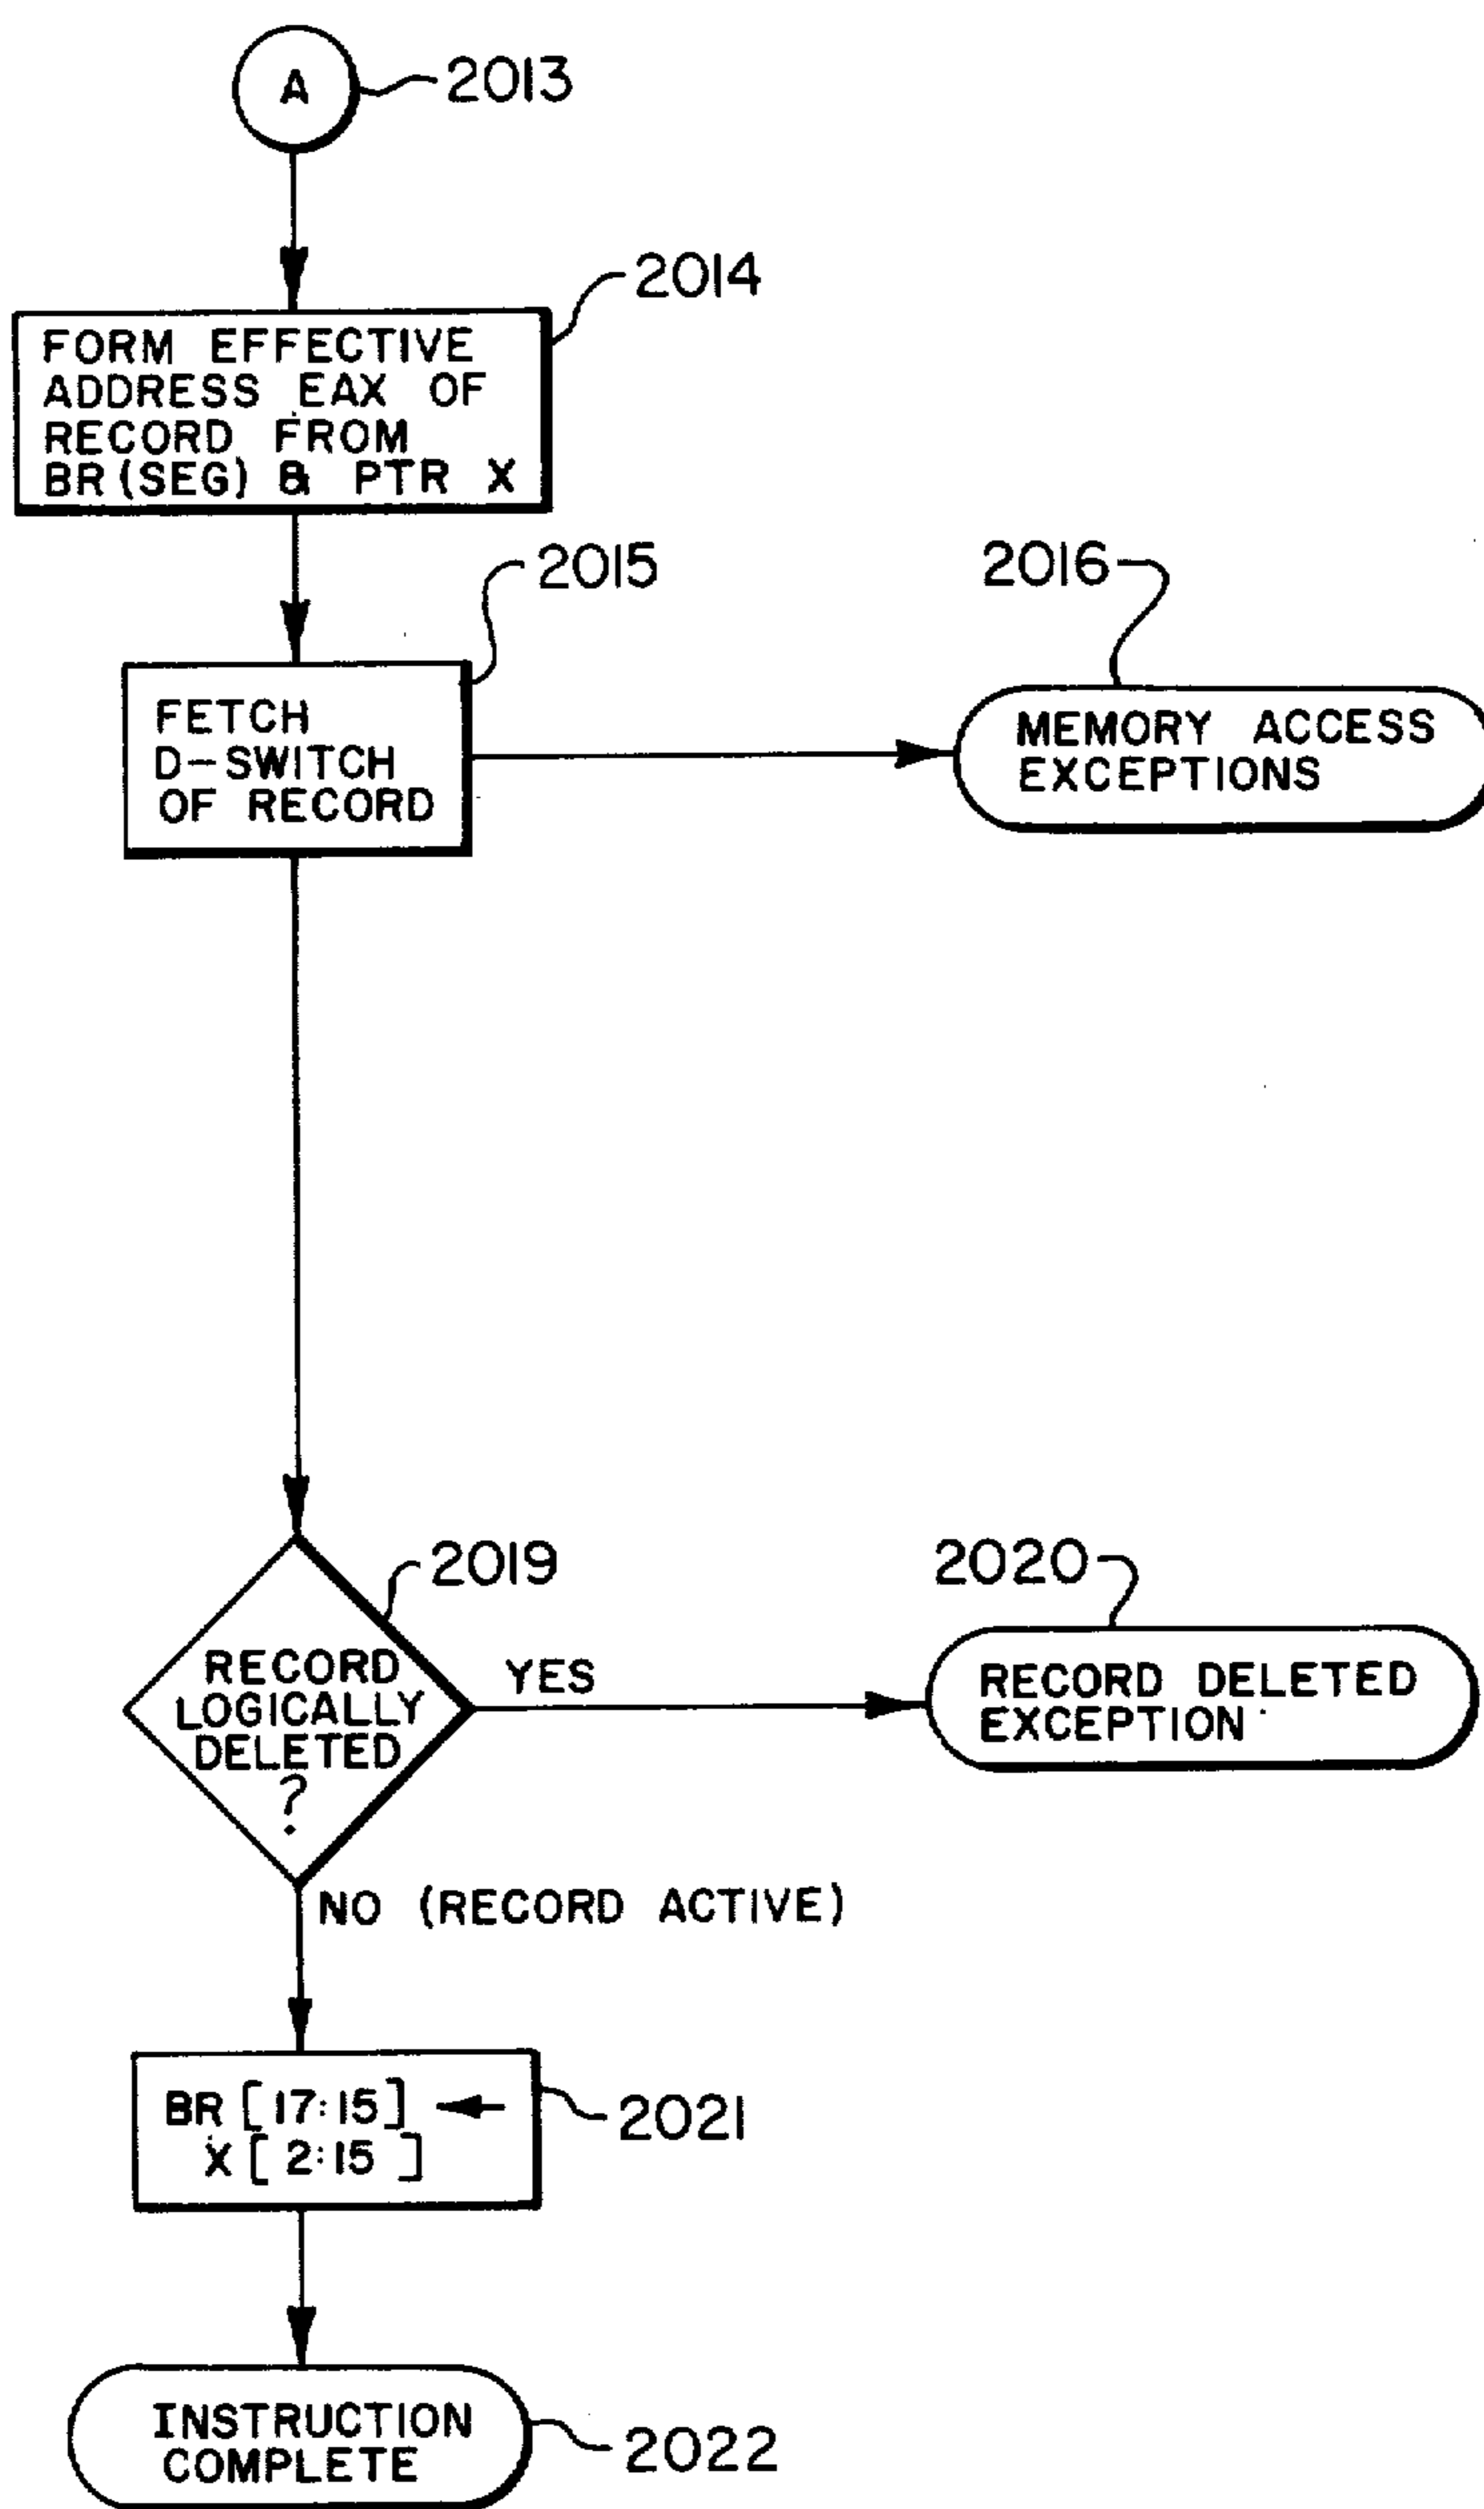 A
2013
2014
FORM EFFECTIVE
ADDRESS EAX OF
RECORD FROM
BR(SEG) & PTR X
2015
2016
FETCH
D-SWITCH
OF RECORD
MEMORY ACCESS
EXCEPTIONS
2019
2020
RECORD
LOGICALLY
DELETED
?
YES
RECORD DELETED
EXCEPTION
NO (RECORD ACTIVE)
BR [17:15] ←
X [2:15]
2021
INSTRUCTION
COMPLETE
2022